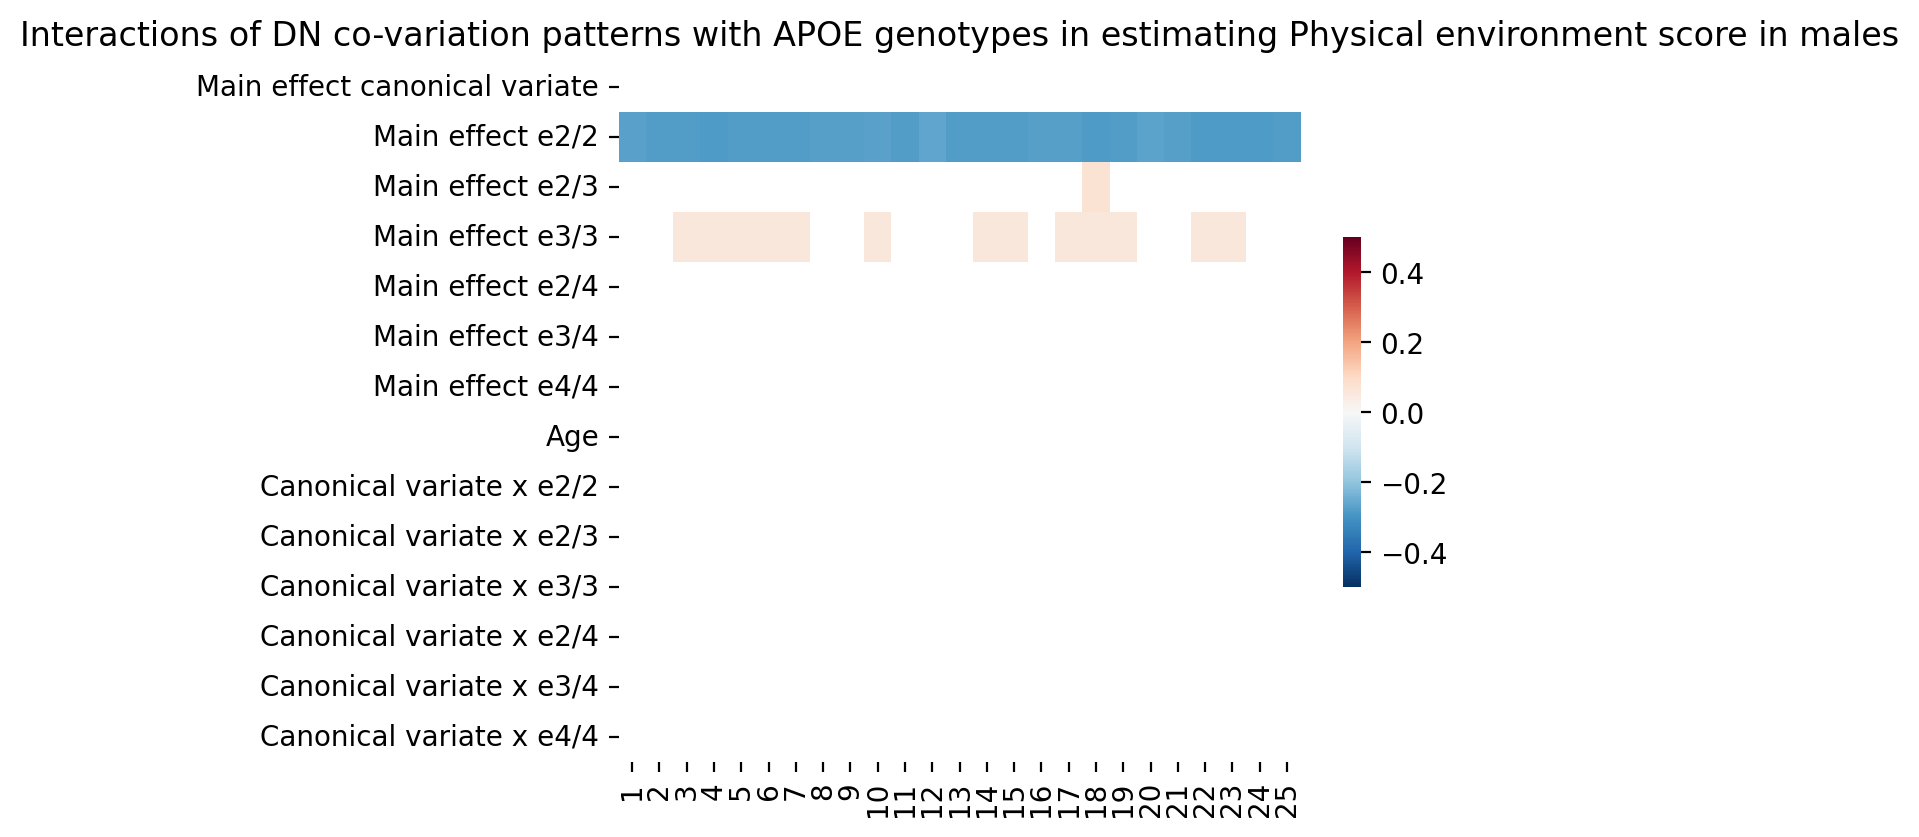 Interactions of DN co-variation patterns with APOE genotypes in estimating Physical environment score in males
Main effect canonical variate
Main effect e2/2
Main effect e2/3
Main effect e3/3
Main effect e2/4
Main effect e3/4
Main effect e4/4
Age
Canonical variate x e2/2
Canonical variate x e2/3
Canonical variate x e3/3
Canonical variate x e2/4
Canonical variate x e3/4
Canonical variate x e4/4
1
2
3
4
5
6
7
8
9
10
11
12
13
14
15
16
17
18
19
20
21
22
23
24
25
0.4
0.2
0.0
−0.2
−0.4